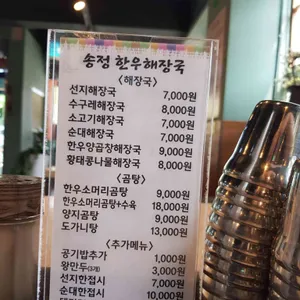 송정 한우해장국
<해장국>
선지해장국 7,000원
수구레해장국 8,000원
소고기해장국 7,000원
순대해장국 7,000원
한우양곱창해장국 9,000원
황태콩나물해장국 8,000원
<곰탕>
한우소머리곰탕 9,000원
한우소머리곰탕+수육 18,000원
양지곰탕 9,000원
도가니탕 13,000원
<추가메뉴>
공기밥추가 1,000원
왕만두(3개) 3,000원
선지한접시 7,000원
순대한접시 10,000원